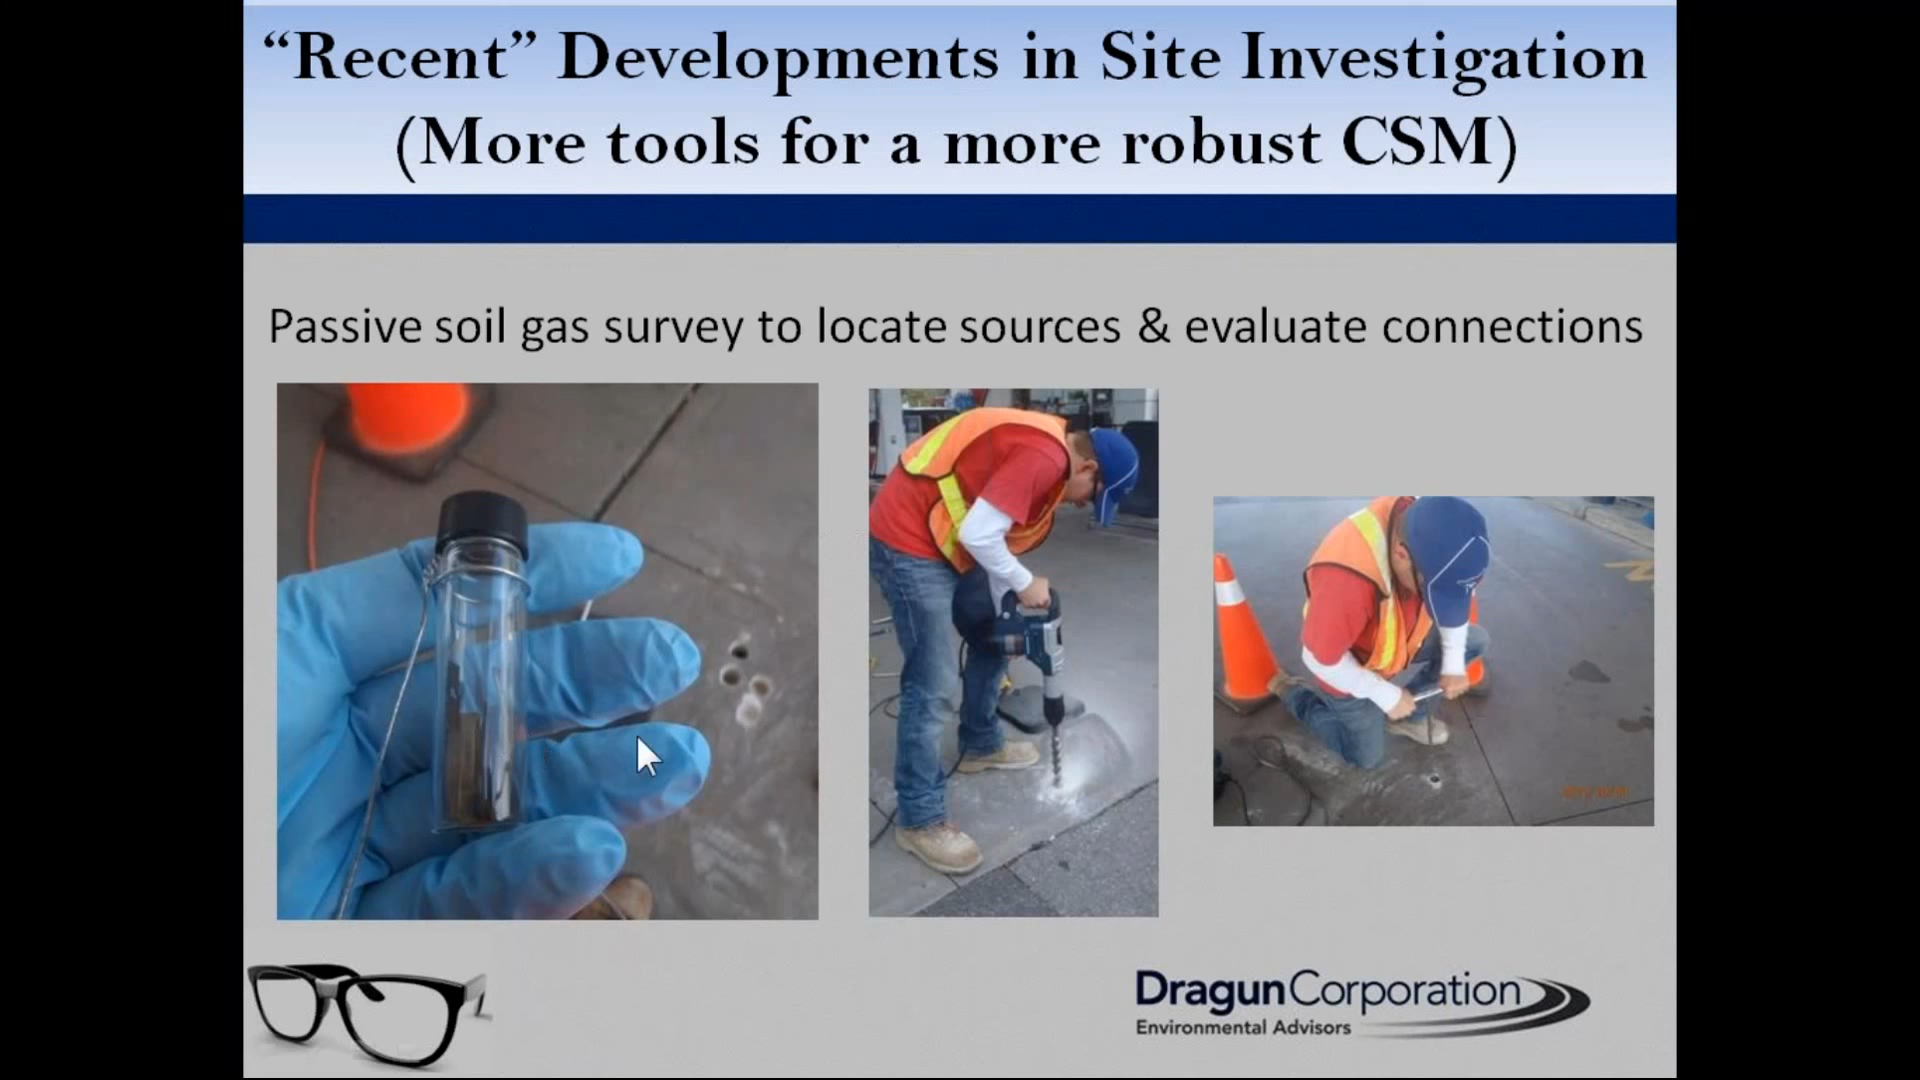 “Recent” Developments in Site Investigation
(More tools for a more robust CSM)
Passive soil gas survey to locate sources & evaluate connections
DragunCorporation
Environmental Advisors